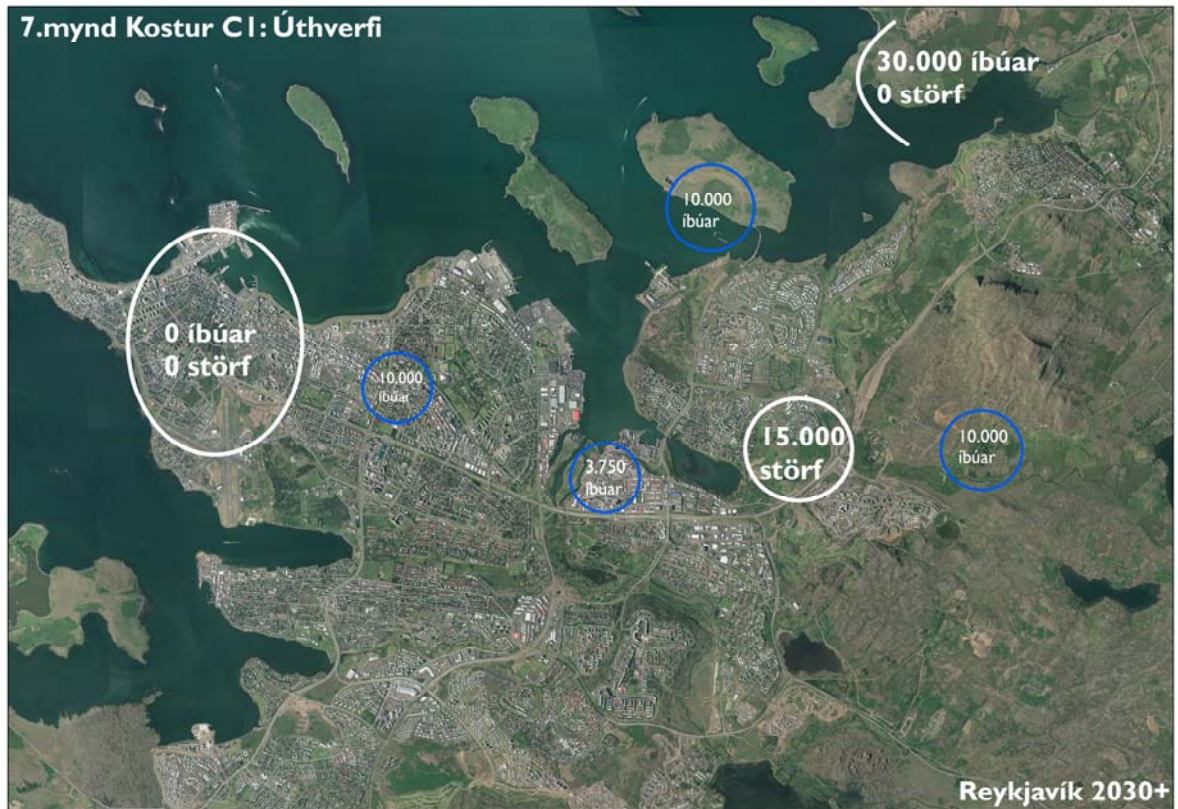 7.mynd Kostur C1: Úthverfi
30.000 íbúar
0 störf
10.000
íbúar
0 íbúar
0 störf
10.000
íbúar
3.750
íbúar
15.000
störf
10.000
íbúar
Reykjavík 2030+